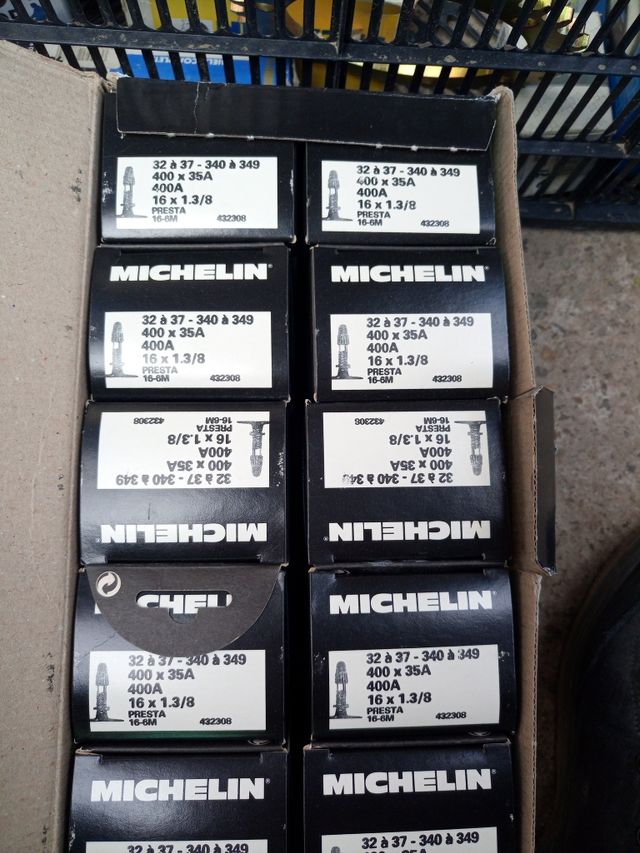 32 à 37 - 340 à 349
400 x 35A
400A
16 x 1.3/8
PRESTA
16-6M 432308
32 à 37 - 340 à 349
400 x 35A
400A
16 x 1.3/8
PRESTA
16-6M 432308
MICHELIN®
32 à 37 - 340 à 349
400 x 35A
400A
16 x 1.3/8
PRESTA
16-6M 432308
MICHELIN®
32 à 37 - 340 à 349
400 x 35A
400A
16 x 1.3/8
PRESTA
16-6M 432308
MICHELIN
32 à 37 - 340 à 349
400 x 35A
400A
16 x 1.3/8
PRESTA
16-6M 432308
MICHELIN
32 à 37 - 340 à 349
400 x 35A
400A
16 x 1.3/8
PRESTA
16-6M 432308
CHELI
32 à 37 - 340 à 349
400 x 35A
400A
16 x 1.3/8
PRESTA
16-6M 432308
MICHELIN®
32 à 37 - 340 à 349
400 x 35A
400A
16 x 1.3/8
PRESTA
16-6M 432308
MICHELIN®
32 à 37 - 340 à 349
MICHELIN®
32 à 37 - 340 à 349